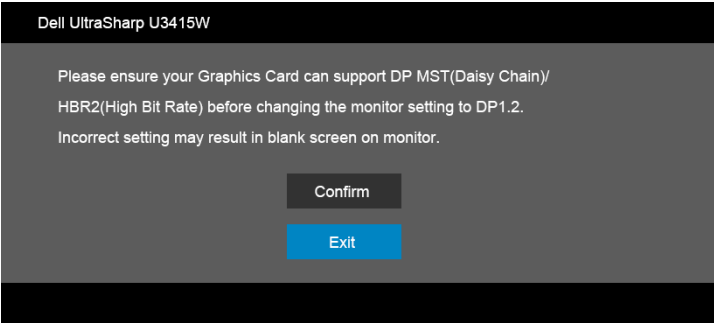 Dell UltraSharp U3415W
Please ensure your Graphics Card can support DP MST(Daisy Chain)/
HBR2(High Bit Rate) before changing the monitor setting to DP1.2.
Incorrect setting may result in blank screen on monitor.
Confirm
Exit